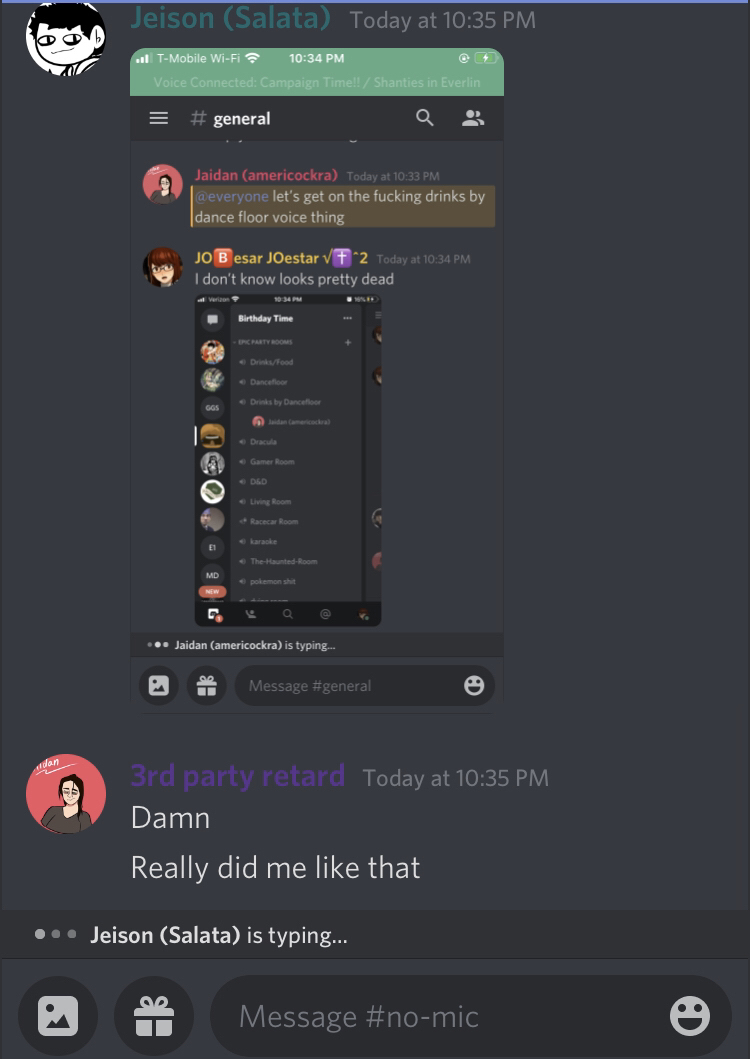 Jeison (Salata) Today at 10:35 PM
T-Mobile Wi-Fi 10:34 PM
Voice Connected: Campaign Time!! / Shanties in Everlin
# general
Jaidan (americockra) Today at 10:33 PM
@everyone let's get on the fucking drinks by
dance floor voice thing
JO🅱️esar JOestar √✝️^2 Today at 10:34 PM
I don't know looks pretty dead
Verizon 10:34 PM 16%
Birthday Time
EPIC PARTY ROOMS
Drinks/Food
Dancefloor
GGS
Drinks by Dancefloor
Jaidan (americockra)
Dracula
Gamer Room
D&D
Living Room
Racecar Room
E1
karaoke
The-Haunted-Room
MD
pokemon shit
NEW
Jaidan (americockra) is typing...
Message #general
idan
3rd party retard Today at 10:35 PM
Damn
Really did me like that
Jeison (Salata) is typing...
Message #no-mic